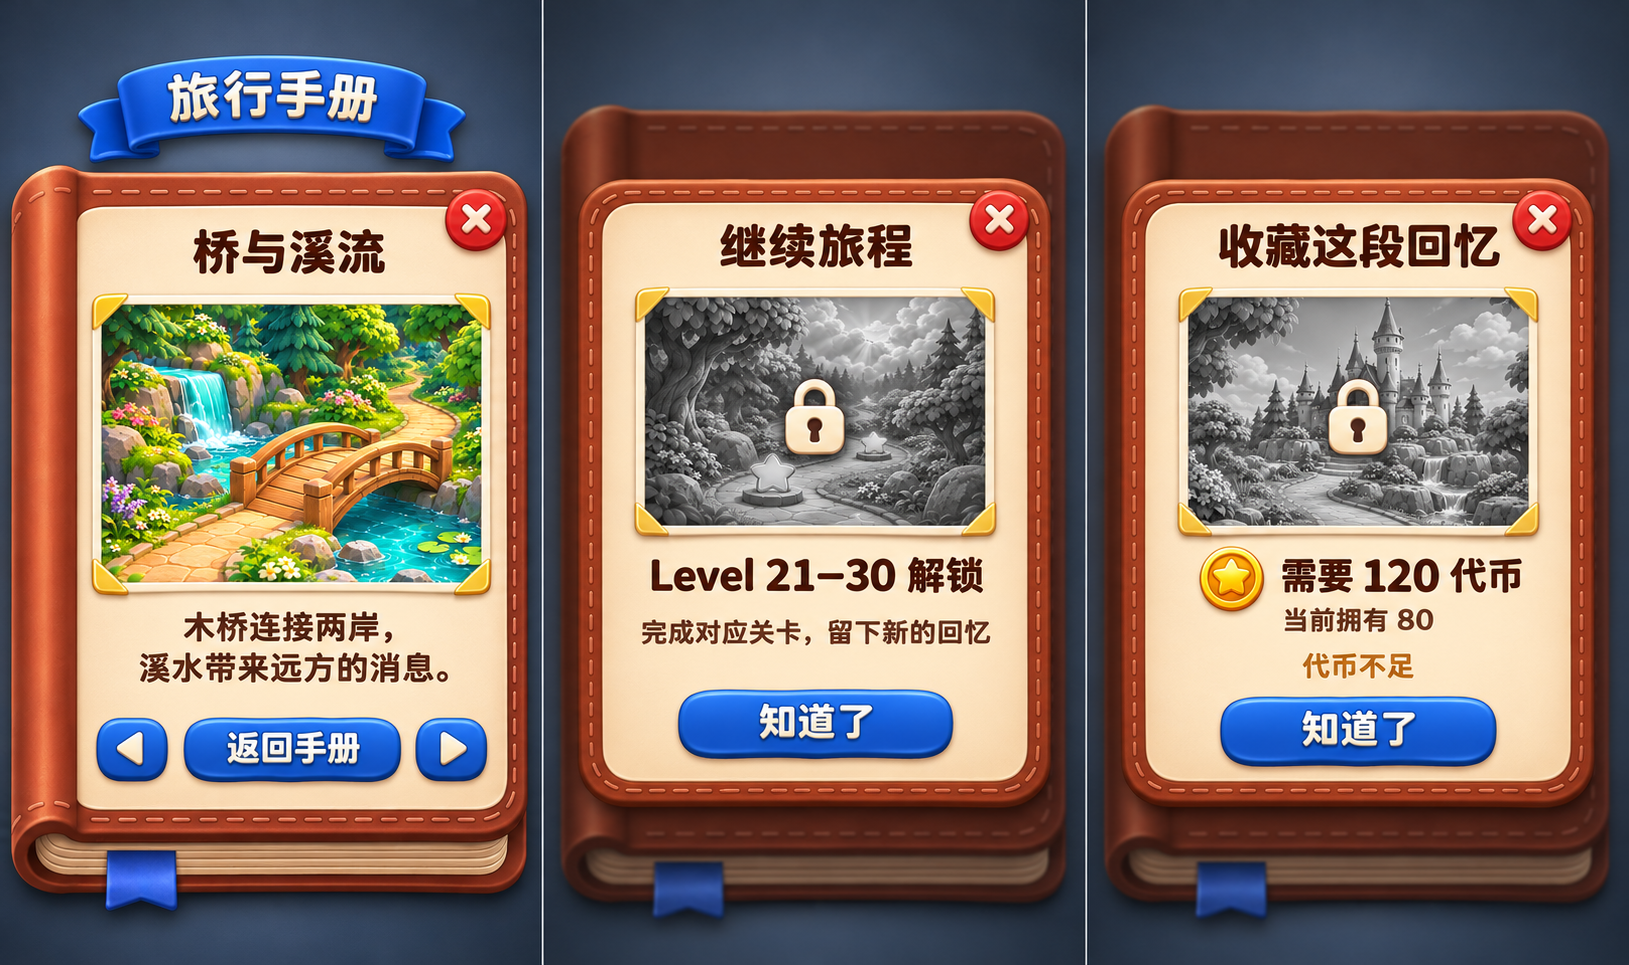 旅行手册
桥与溪流
木桥连接两岸，
溪水带来远方的消息。
返回手册
继续旅程
Level 21–30 解锁
完成对应关卡，留下新的回忆
知道了
收藏这段回忆
需要 120 代币
当前拥有 80
代币不足
知道了